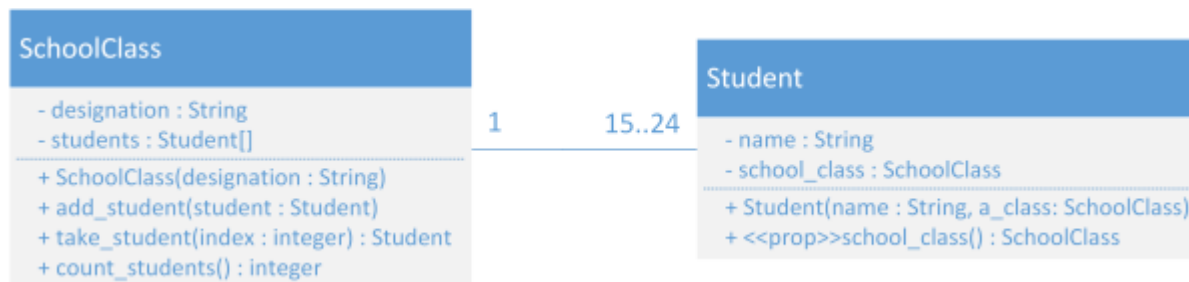 SchoolClass
- designation : String
- students : Student[]
+ SchoolClass(designation : String)
+ add_student(student : Student)
+ take_student(index : integer) : Student
+ count_students() : integer
1
15..24
Student
- name : String
- school_class : SchoolClass
+ Student(name : String, a_class: SchoolClass)
+ <<prop>>school_class() : SchoolClass